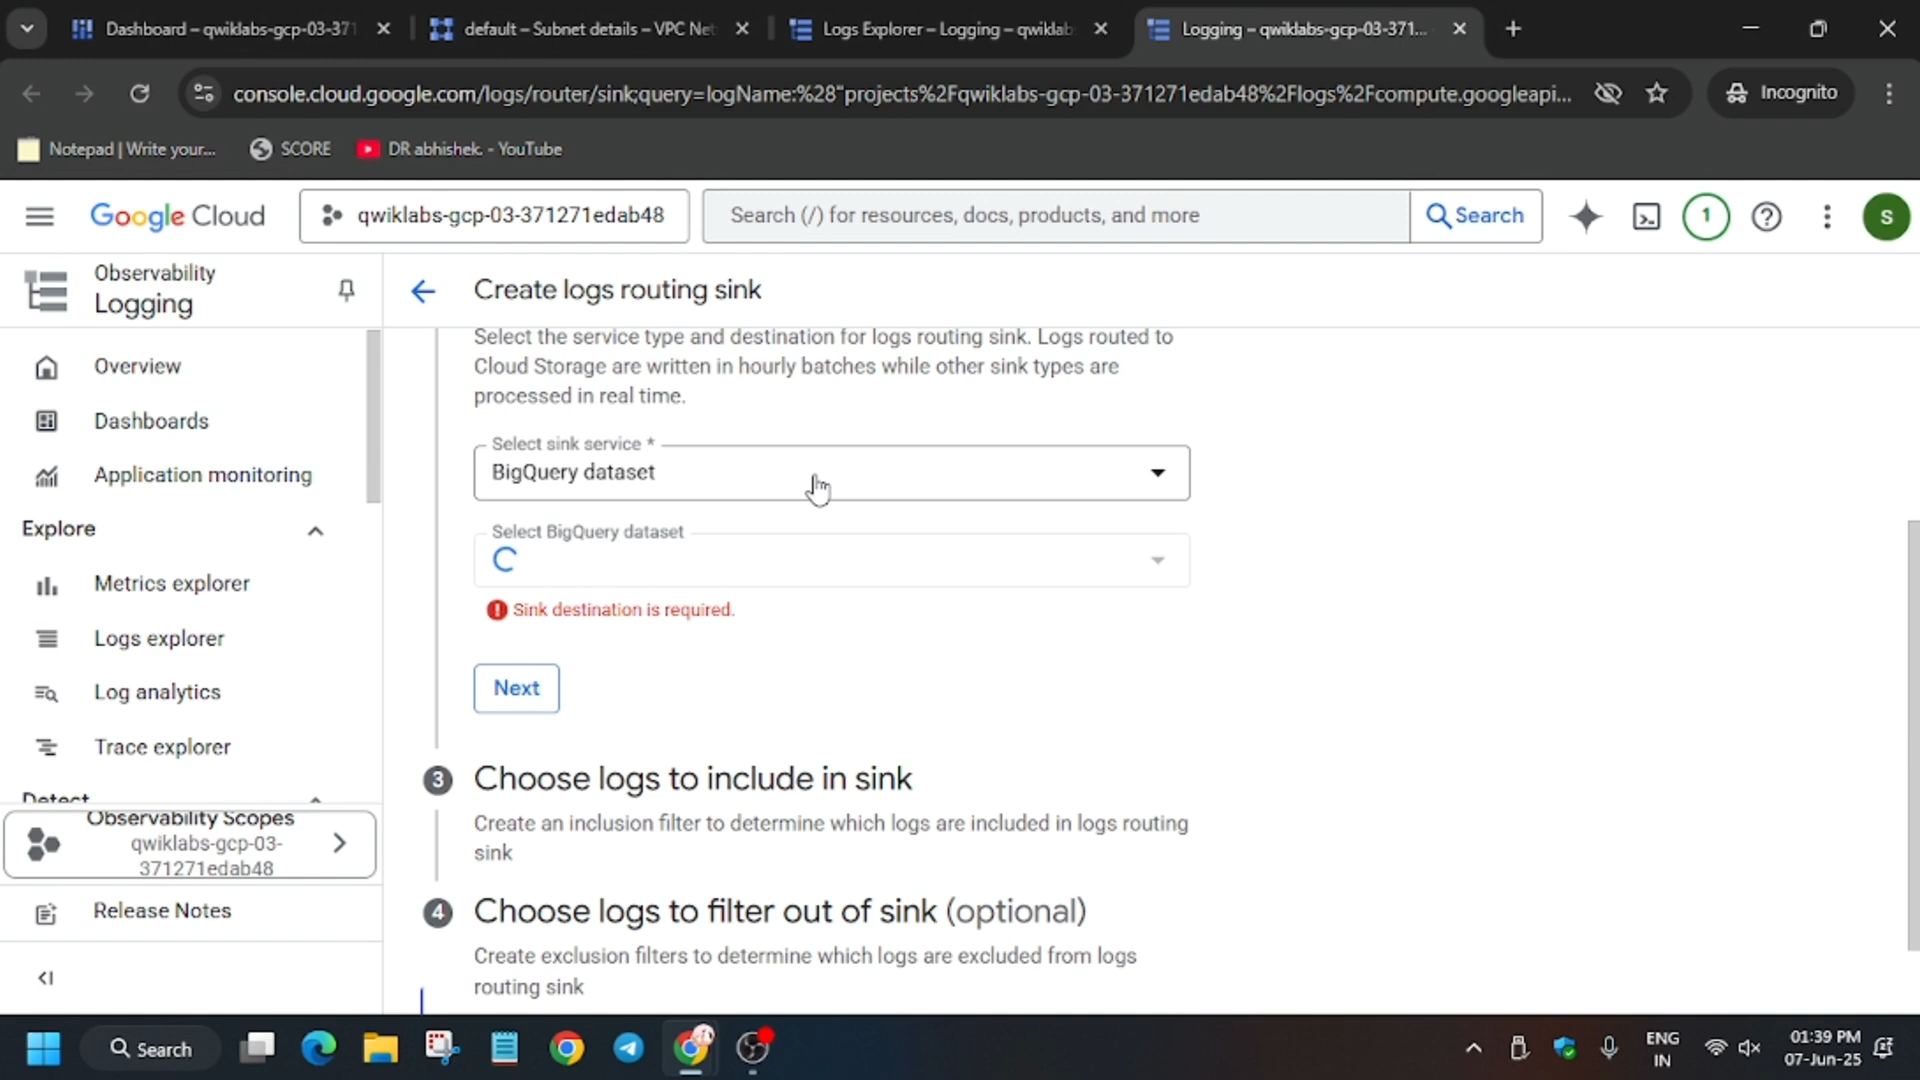 Dashboard – qwiklabs-gcp-03-371
default – Subnet details – VPC Net
Logs Explorer – Logging – qwiklab
Logging – qwiklabs-gcp-03-371...
console.cloud.google.com/logs/router/sink;query=logName:%28"projects%2Fqwiklabs-gcp-03-371271edab48%2Flogs%2Fcompute.googleapi...
Incognito
Notepad | Write your...
SCORE
DR abhishek. - YouTube
Google Cloud
qwiklabs-gcp-03-371271edab48
Search (/) for resources, docs, products, and more
Search
1
S
Observability
Logging
Create logs routing sink
Overview
Dashboards
Application monitoring
Explore
Metrics explorer
Logs explorer
Log analytics
Trace explorer
Detect
Observability Scopes
qwiklabs-gcp-03-
371271edab48
Release Notes
Select the service type and destination for logs routing sink. Logs routed to
Cloud Storage are written in hourly batches while other sink types are
processed in real time.
Select sink service *
BigQuery dataset
Select BigQuery dataset
Sink destination is required.
Next
3 Choose logs to include in sink
Create an inclusion filter to determine which logs are included in logs routing
sink
4 Choose logs to filter out of sink (optional)
Create exclusion filters to determine which logs are excluded from logs
routing sink
Search
ENG
IN
01:39 PM
07-Jun-25